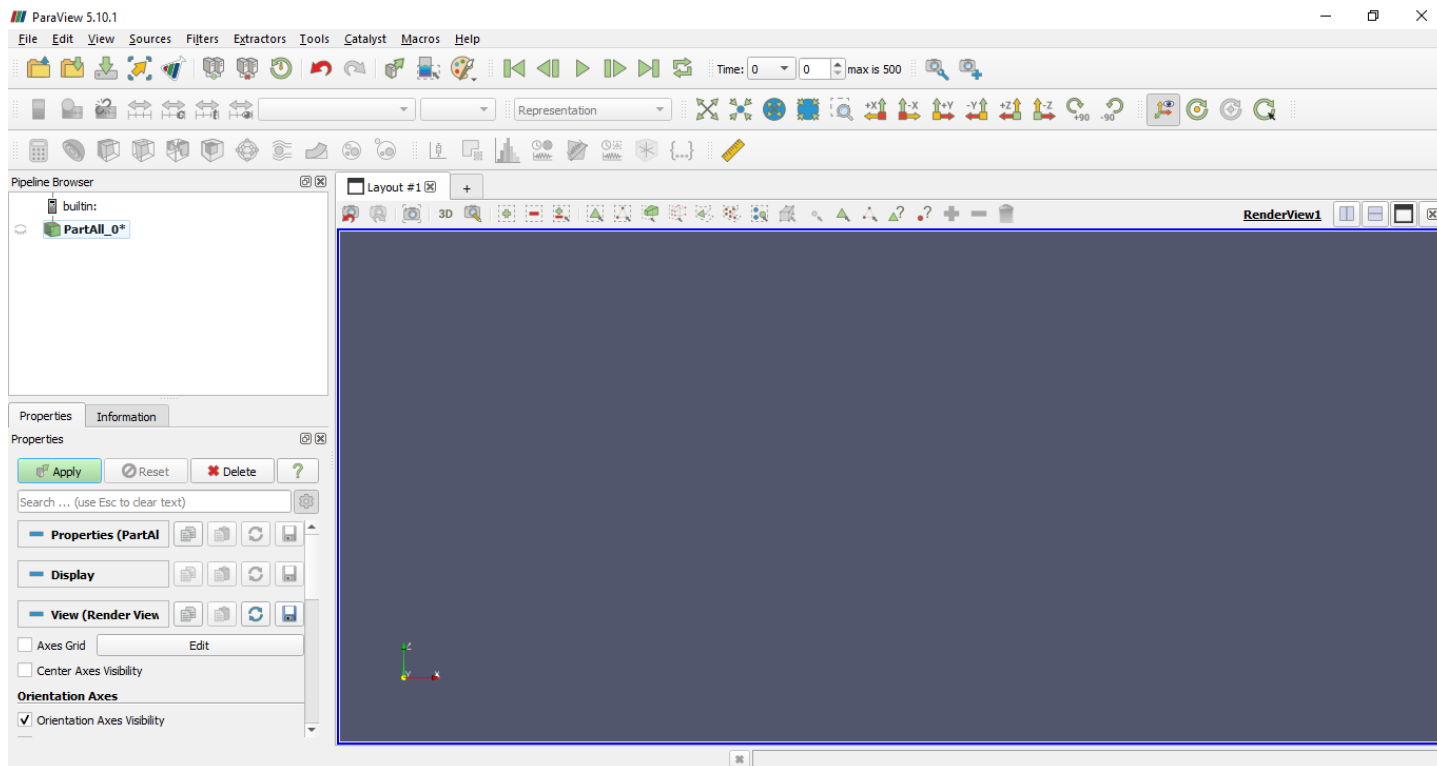 ParaView 5.10.1
File Edit View Sources Filters Extractors Tools Catalyst Macros Help
Time: 0 0 max is 500
Representation +X -X +Y -Y +Z -Z +90 -90
Pipeline Browser
Layout #1 +
builtin:
3D
RenderView1
PartAll_0*
Properties Information
Properties
Apply Reset Delete ?
Search ... (use Esc to clear text)
Properties (PartAl
Display
View (Render View
Axes Grid Edit
Center Axes Visibility
Orientation Axes
Orientation Axes Visibility
Z
Y X